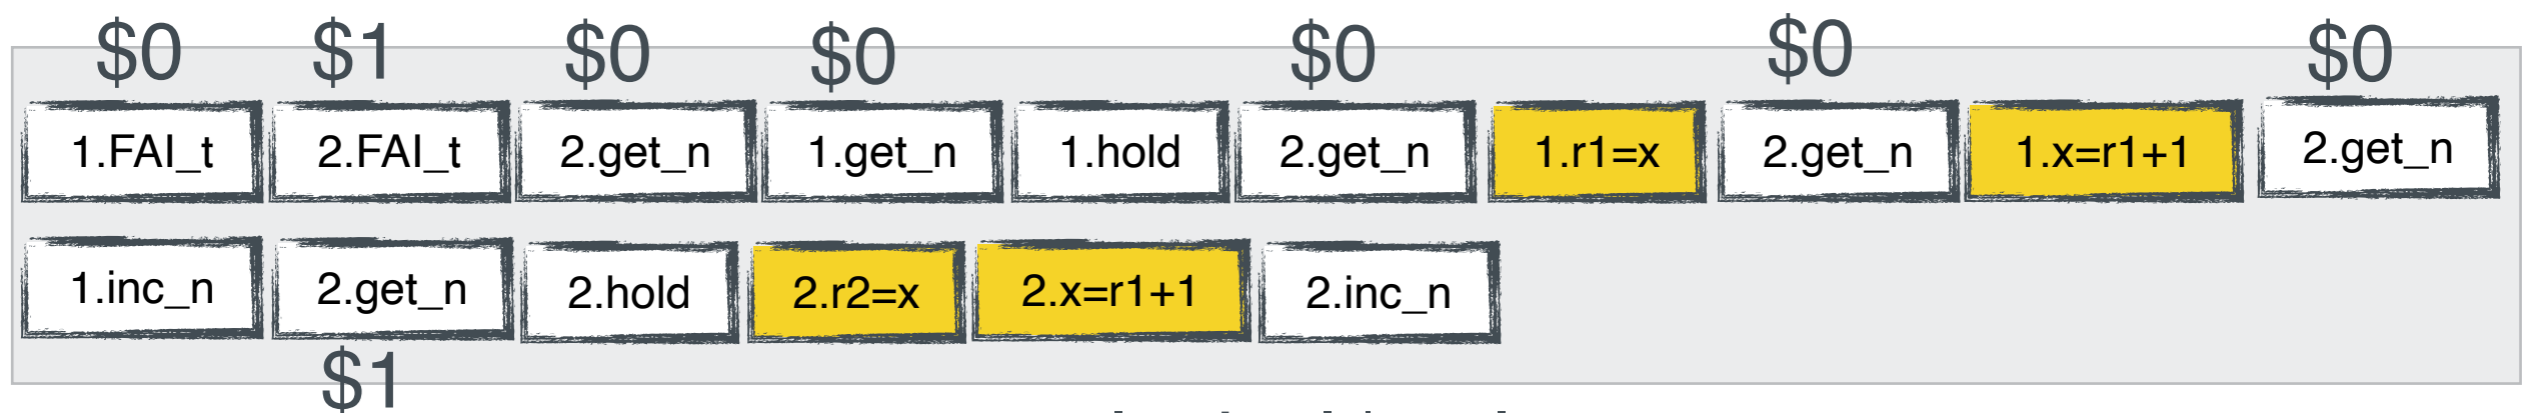 $0 $1 $0 $0 $0 $0 $0
1.FAI_t 2.FAI_t 2.get_n 1.get_n 1.hold 2.get_n 1.r1=x 2.get_n 1.x=r1+1 2.get_n
1.inc_n 2.get_n 2.hold 2.r2=x 2.x=r1+1 2.inc_n
$1